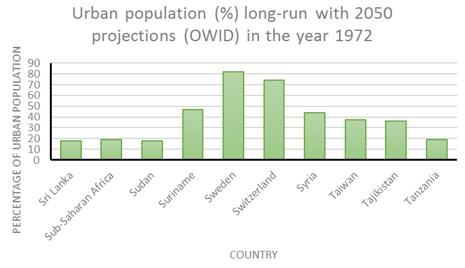 Urban population (%) long-run with 2050
projections (OWID) in the year 1972
PERCENTAGE OF URBAN POPULATION
90
80
70
60
50
40
30
20
10
0
Sri Lanka
Sub-Saharan Africa
Sudan
Suriname
Sweden
Switzerland
Syria
Taiwan
Tajikistan
Tanzania
COUNTRY